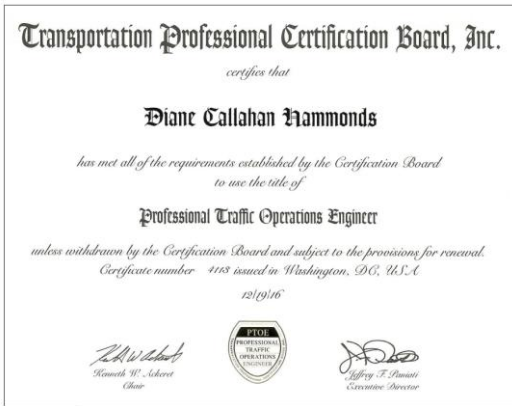 Transportation Professional Certification Board, Inc.
certifies that
Diane Callahan Hammonds
has met all of the requirements established by the Certification Board
to use the title of
Professional Traffic Operations Engineer
unless withdrawn by the Certification Board and subject to the provisions for renewal.
Certificate number 4113 issued in Washington, DC, USA
12/19/16
PTOE
PROFESSIONAL
TRAFFIC
OPERATIONS
ENGINEER
Kenneth W. Ackeret
Chair
Jeffrey F. Paniati
Executive Director